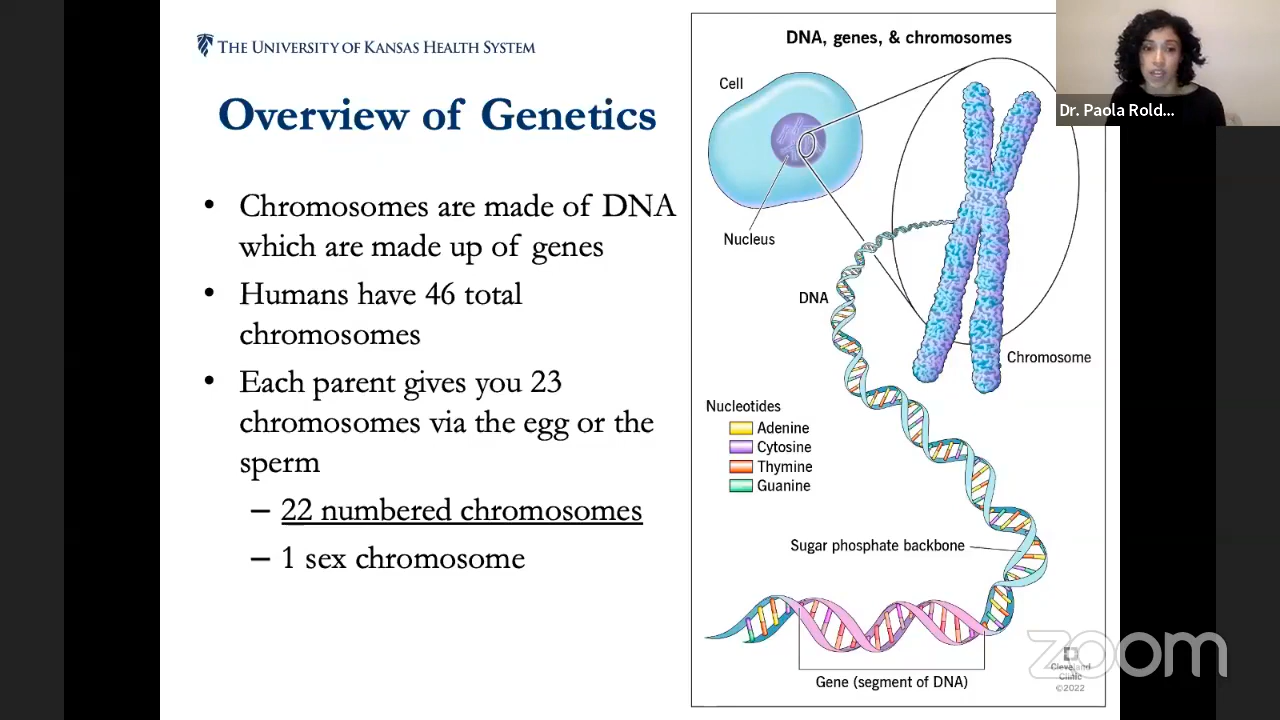 THE UNIVERSITY OF KANSAS HEALTH SYSTEM
Overview of Genetics
• Chromosomes are made of DNA
which are made up of genes
• Humans have 46 total
chromosomes
• Each parent gives you 23
chromosomes via the egg or the
sperm
– 22 numbered chromosomes
– 1 sex chromosome
DNA, genes, & chromosomes
Cell
Nucleus
DNA
Chromosome
Nucleotides
Adenine
Cytosine
Thymine
Guanine
Sugar phosphate backbone
Gene (segment of DNA)
Cleveland
Clinic
©2022
Dr. Paola Rold...
zoom